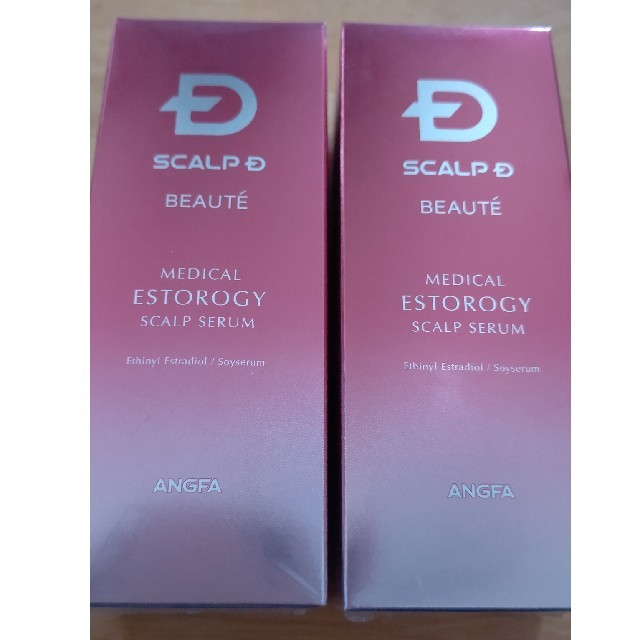 SCALP Ð
BEAUTÉ
MEDICAL
ESTOROGY
SCALP SERUM
Ethinyl Estradiol / Soyserum
ANGFA
SCALP Ð
BEAUTÉ
MEDICAL
ESTOROGY
SCALP SERUM
Ethinyl Estradiol / Soyserum
ANGFA